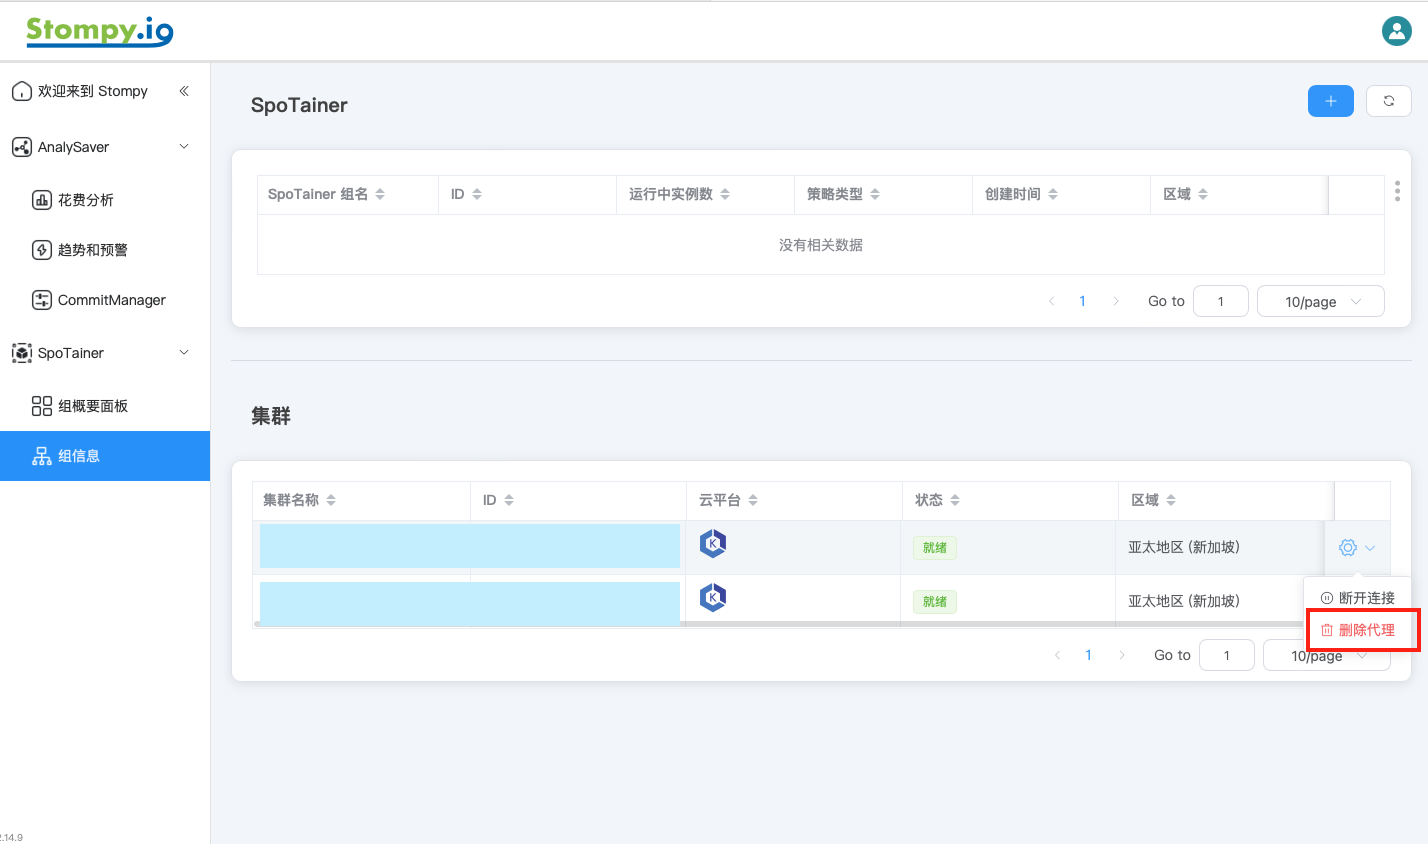 Stompy.io
欢迎来到 Stompy
AnalySaver
花费分析
趋势和预警
CommitManager
SpoTainer
组概要面板
组信息
SpoTainer
SpoTainer 组名 ID 运行中实例数 策略类型 创建时间 区域
没有相关数据
1 Go to 1 10/page
集群
集群名称 ID 云平台 状态 区域
K 就绪 亚太地区 (新加坡)
断开连接
K 就绪 亚太地区 (新加坡)
删除代理
1 Go to 1 10/page
2.14.9